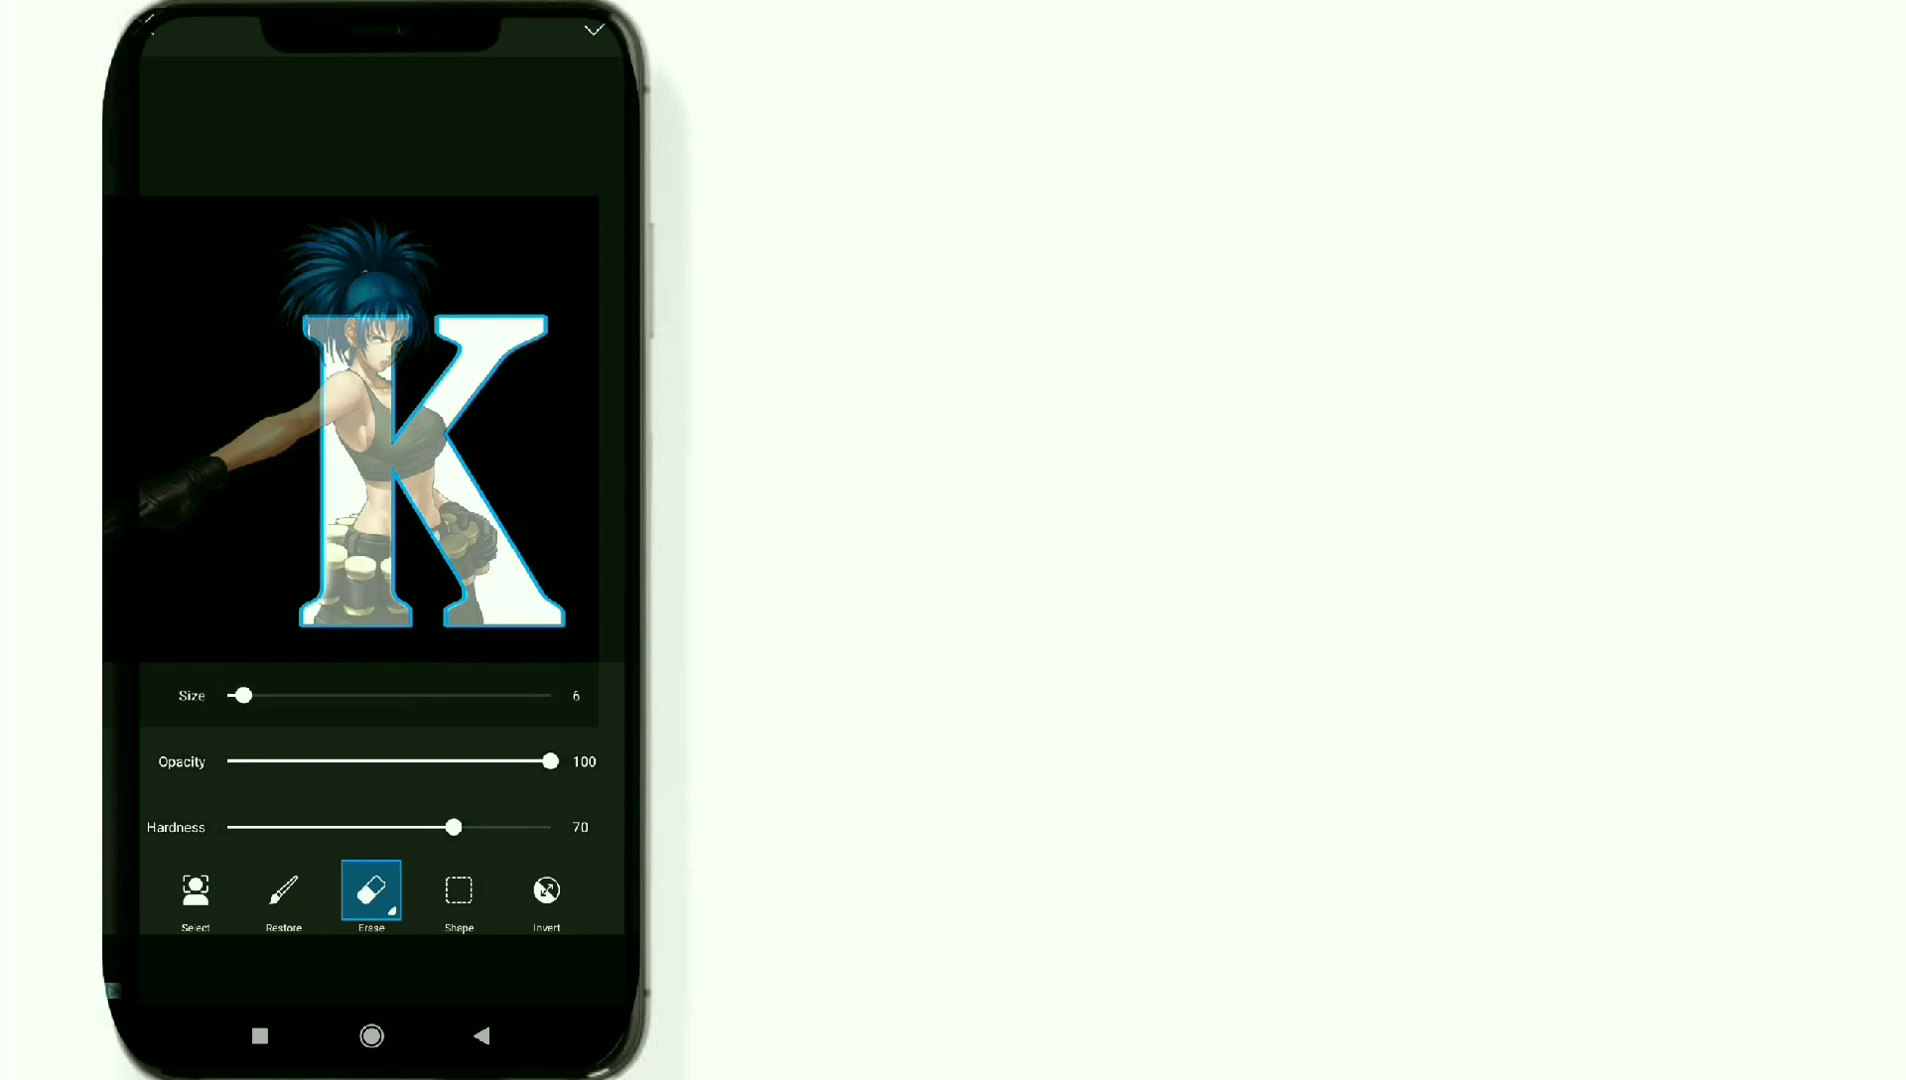 K
Size 6
Opacity 100
Hardness 70
Select Restore Erase Shape Invert